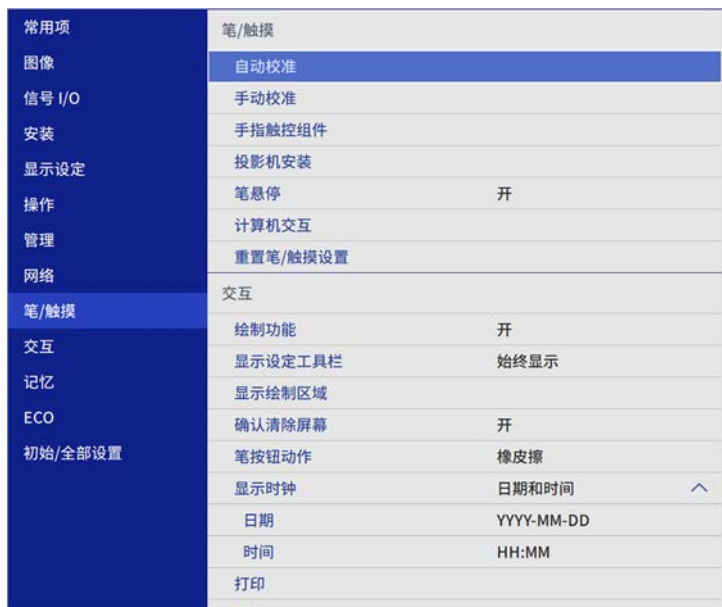 常用项
图像
信号 I/O
安装
显示设定
操作
管理
网络
笔/触摸
交互
记忆
ECO
初始/全部设置
笔/触摸
自动校准
手动校准
手指触控组件
投影机安装
笔悬停 开
计算机交互
重置笔/触摸设置
交互
绘制功能 开
显示设定工具栏 始终显示
显示绘制区域
确认清除屏幕 开
笔按钮动作 橡皮擦
显示时钟 日期和时间
日期 YYYY-MM-DD
时间 HH:MM
打印